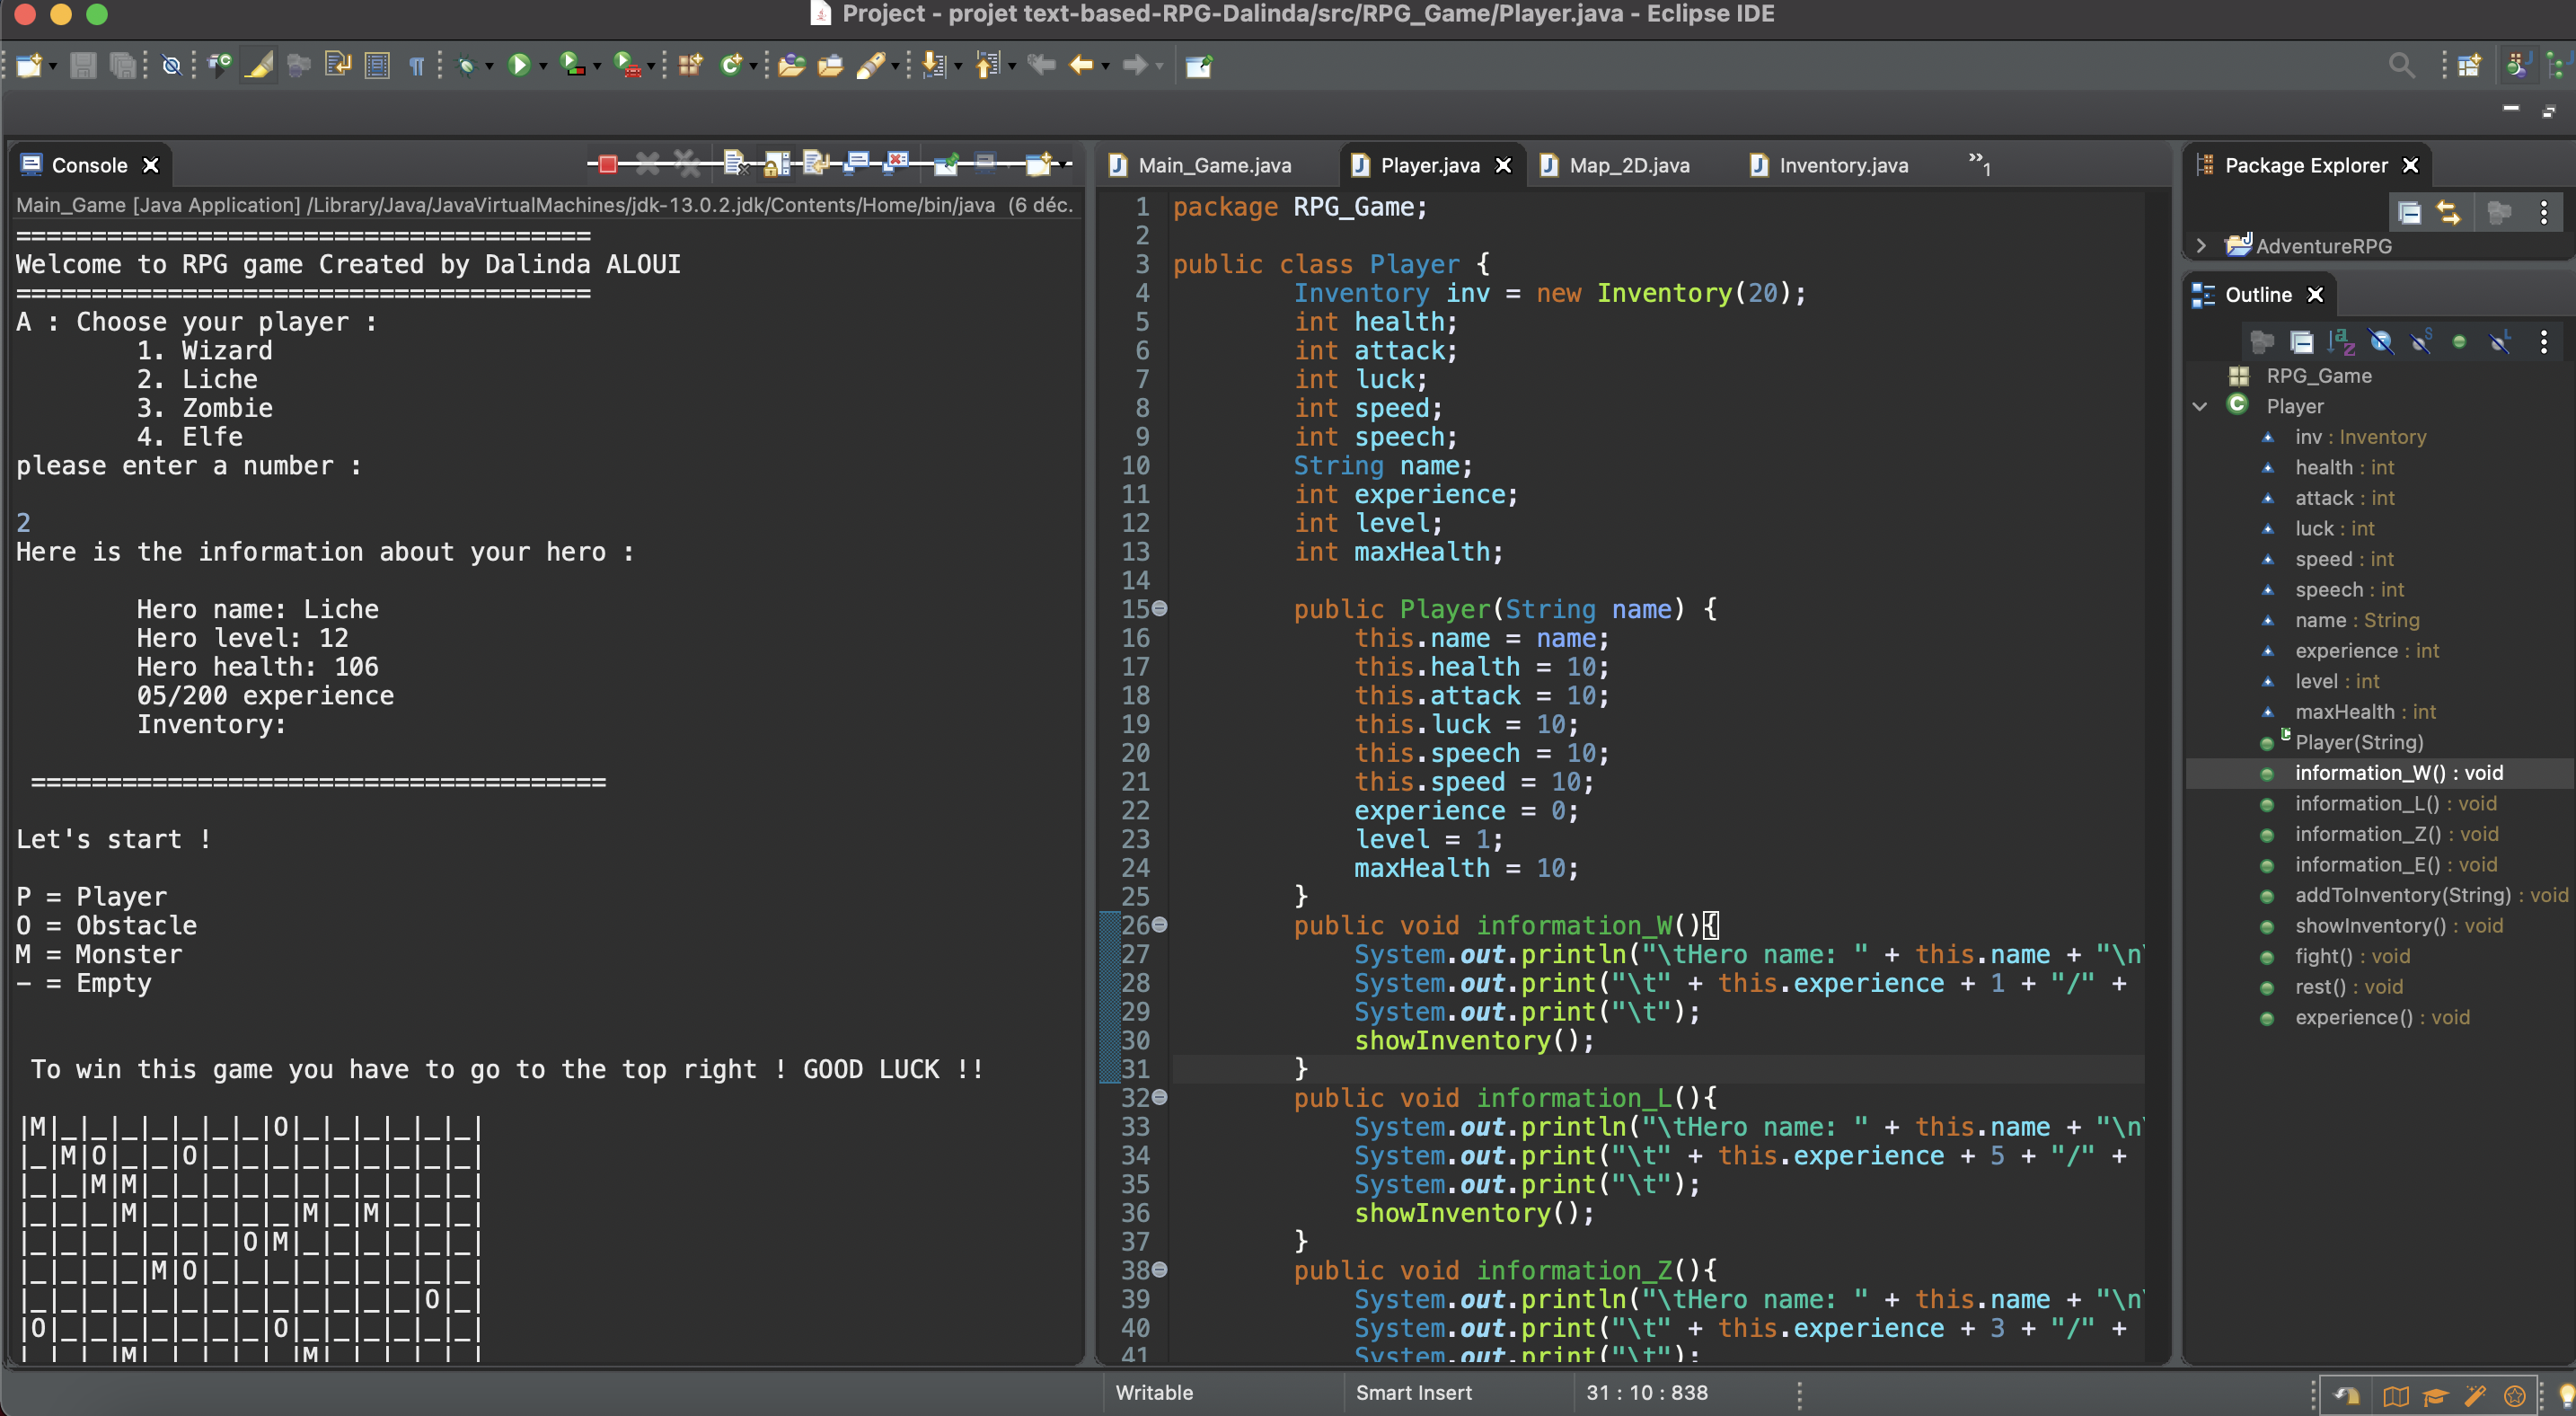 Project - projet text-based-RPG-Dalinda/src/RPG_Game/Player.java - Eclipse IDE
Console
Main_Game [Java Application] /Library/Java/JavaVirtualMachines/jdk-13.0.2.jdk/Contents/Home/bin/java (6 déc.
======================================
Welcome to RPG game Created by Dalinda ALOUI
======================================
A : Choose your player :
1. Wizard
2. Liche
3. Zombie
4. Elfe
please enter a number :
2
Here is the information about your hero :
Hero name: Liche
Hero level: 12
Hero health: 106
05/200 experience
Inventory:
======================================
Let's start !
P = Player
O = Obstacle
M = Monster
– = Empty
To win this game you have to go to the top right ! GOOD LUCK !!
|M|_|_|_|_|_|_|_|O|_|_|_|_|_|_|
|_|M|O|_|_|O|_|_|_|_|_|_|_|_|_|
|_|_|M|M|_|_|_|_|_|_|_|_|_|_|_|
|_|_|_|M|_|_|_|_|_|M|_|M|_|_|_|
|_|_|_|_|_|_|_|O|M|_|_|_|_|_|_|
|_|_|_|_|M|O|_|_|_|_|_|_|_|_|_|
|_|_|_|_|_|_|_|_|_|_|_|_|_|O|_|
|O|_|_|_|_|_|_|_|O|_|_|_|_|_|_|
| | | |M| | | | | |M| | | | | |
Main_Game.java
Player.java
Map_2D.java
Inventory.java
»1
1 package RPG_Game;
2
3 public class Player {
4 Inventory inv = new Inventory(20);
5 int health;
6 int attack;
7 int luck;
8 int speed;
9 int speech;
10 String name;
11 int experience;
12 int level;
13 int maxHealth;
14
15 public Player(String name) {
16 this.name = name;
17 this.health = 10;
18 this.attack = 10;
19 this.luck = 10;
20 this.speech = 10;
21 this.speed = 10;
22 experience = 0;
23 level = 1;
24 maxHealth = 10;
25 }
26 public void information_W(){
27 System.out.println("\tHero name: " + this.name + "\n
28 System.out.print("\t" + this.experience + 1 + "/" +
29 System.out.print("\t");
30 showInventory();
31 }
32 public void information_L(){
33 System.out.println("\tHero name: " + this.name + "\n
34 System.out.print("\t" + this.experience + 5 + "/" +
35 System.out.print("\t");
36 showInventory();
37 }
38 public void information_Z(){
39 System.out.println("\tHero name: " + this.name + "\n
40 System.out.print("\t" + this.experience + 3 + "/" +
41 System.out.print("\t");
Package Explorer
AdventureRPG
Outline
RPG_Game
Player
inv : Inventory
health : int
attack : int
luck : int
speed : int
speech : int
name : String
experience : int
level : int
maxHealth : int
Player(String)
information_W() : void
information_L() : void
information_Z() : void
information_E() : void
addToInventory(String) : void
showInventory() : void
fight() : void
rest() : void
experience() : void
Writable
Smart Insert
31 : 10 : 838